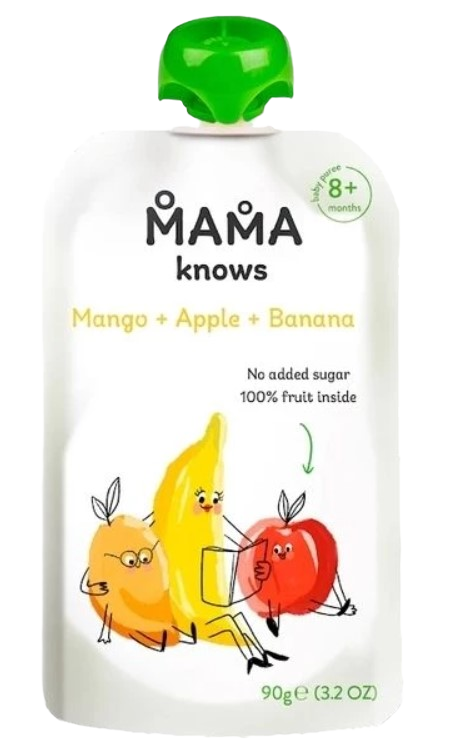 baby puree
8+
months
MAMA
knows
Mango + Apple + Banana
No added sugar
100% fruit inside
90g℮ (3.2 OZ)